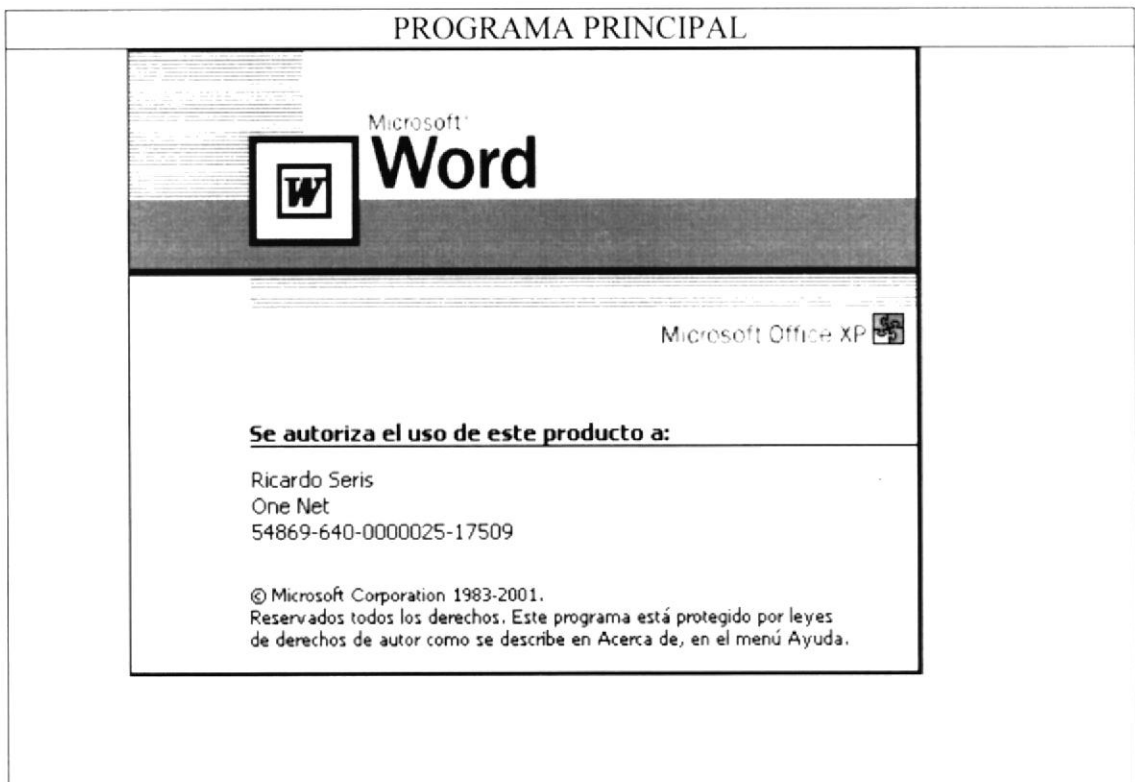 PROGRAMA PRINCIPAL
Microsoft
Word
W
Microsoft Office XP
Se autoriza el uso de este producto a:
Ricardo Seris
One Net
54869-640-0000025-17509
© Microsoft Corporation 1983-2001.
Reservados todos los derechos. Este programa está protegido por leyes
de derechos de autor como se describe en Acerca de, en el menú Ayuda.